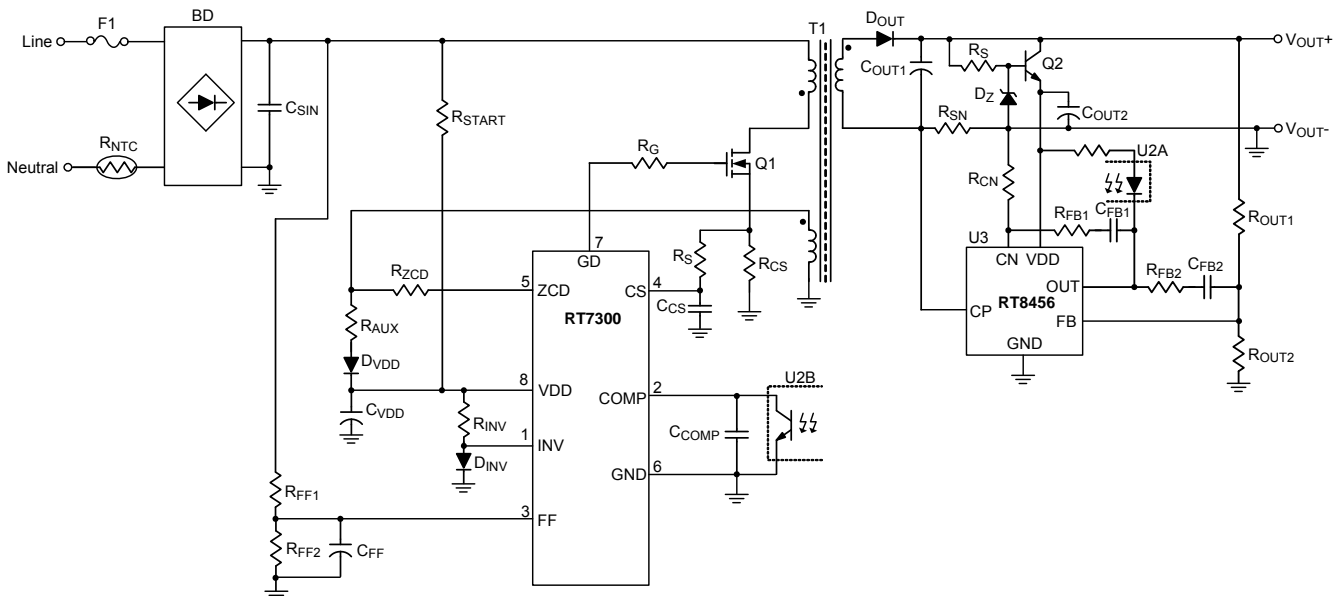 F1
BD
Line
CSIN
RNTC
Neutral
RSTART
T1
DOUT
COUT1
RS
Q2
DZ
COUT2
RSN
VOUT+
VOUT-
RG
Q1
RCN
U2A
RFB1
CFB1
ROUT1
U3
CN VDD
OUT
RFB2
CFB2
CP
RT8456
FB
GND
ROUT2
7
GD
RS
RCS
RZCD
5
ZCD
CS
4
CCS
RT7300
RAUX
DVDD
8
VDD
CVDD
RINV
1
INV
DINV
COMP
2
U2B
CCOMP
GND
6
RFF1
3
FF
RFF2
CFF